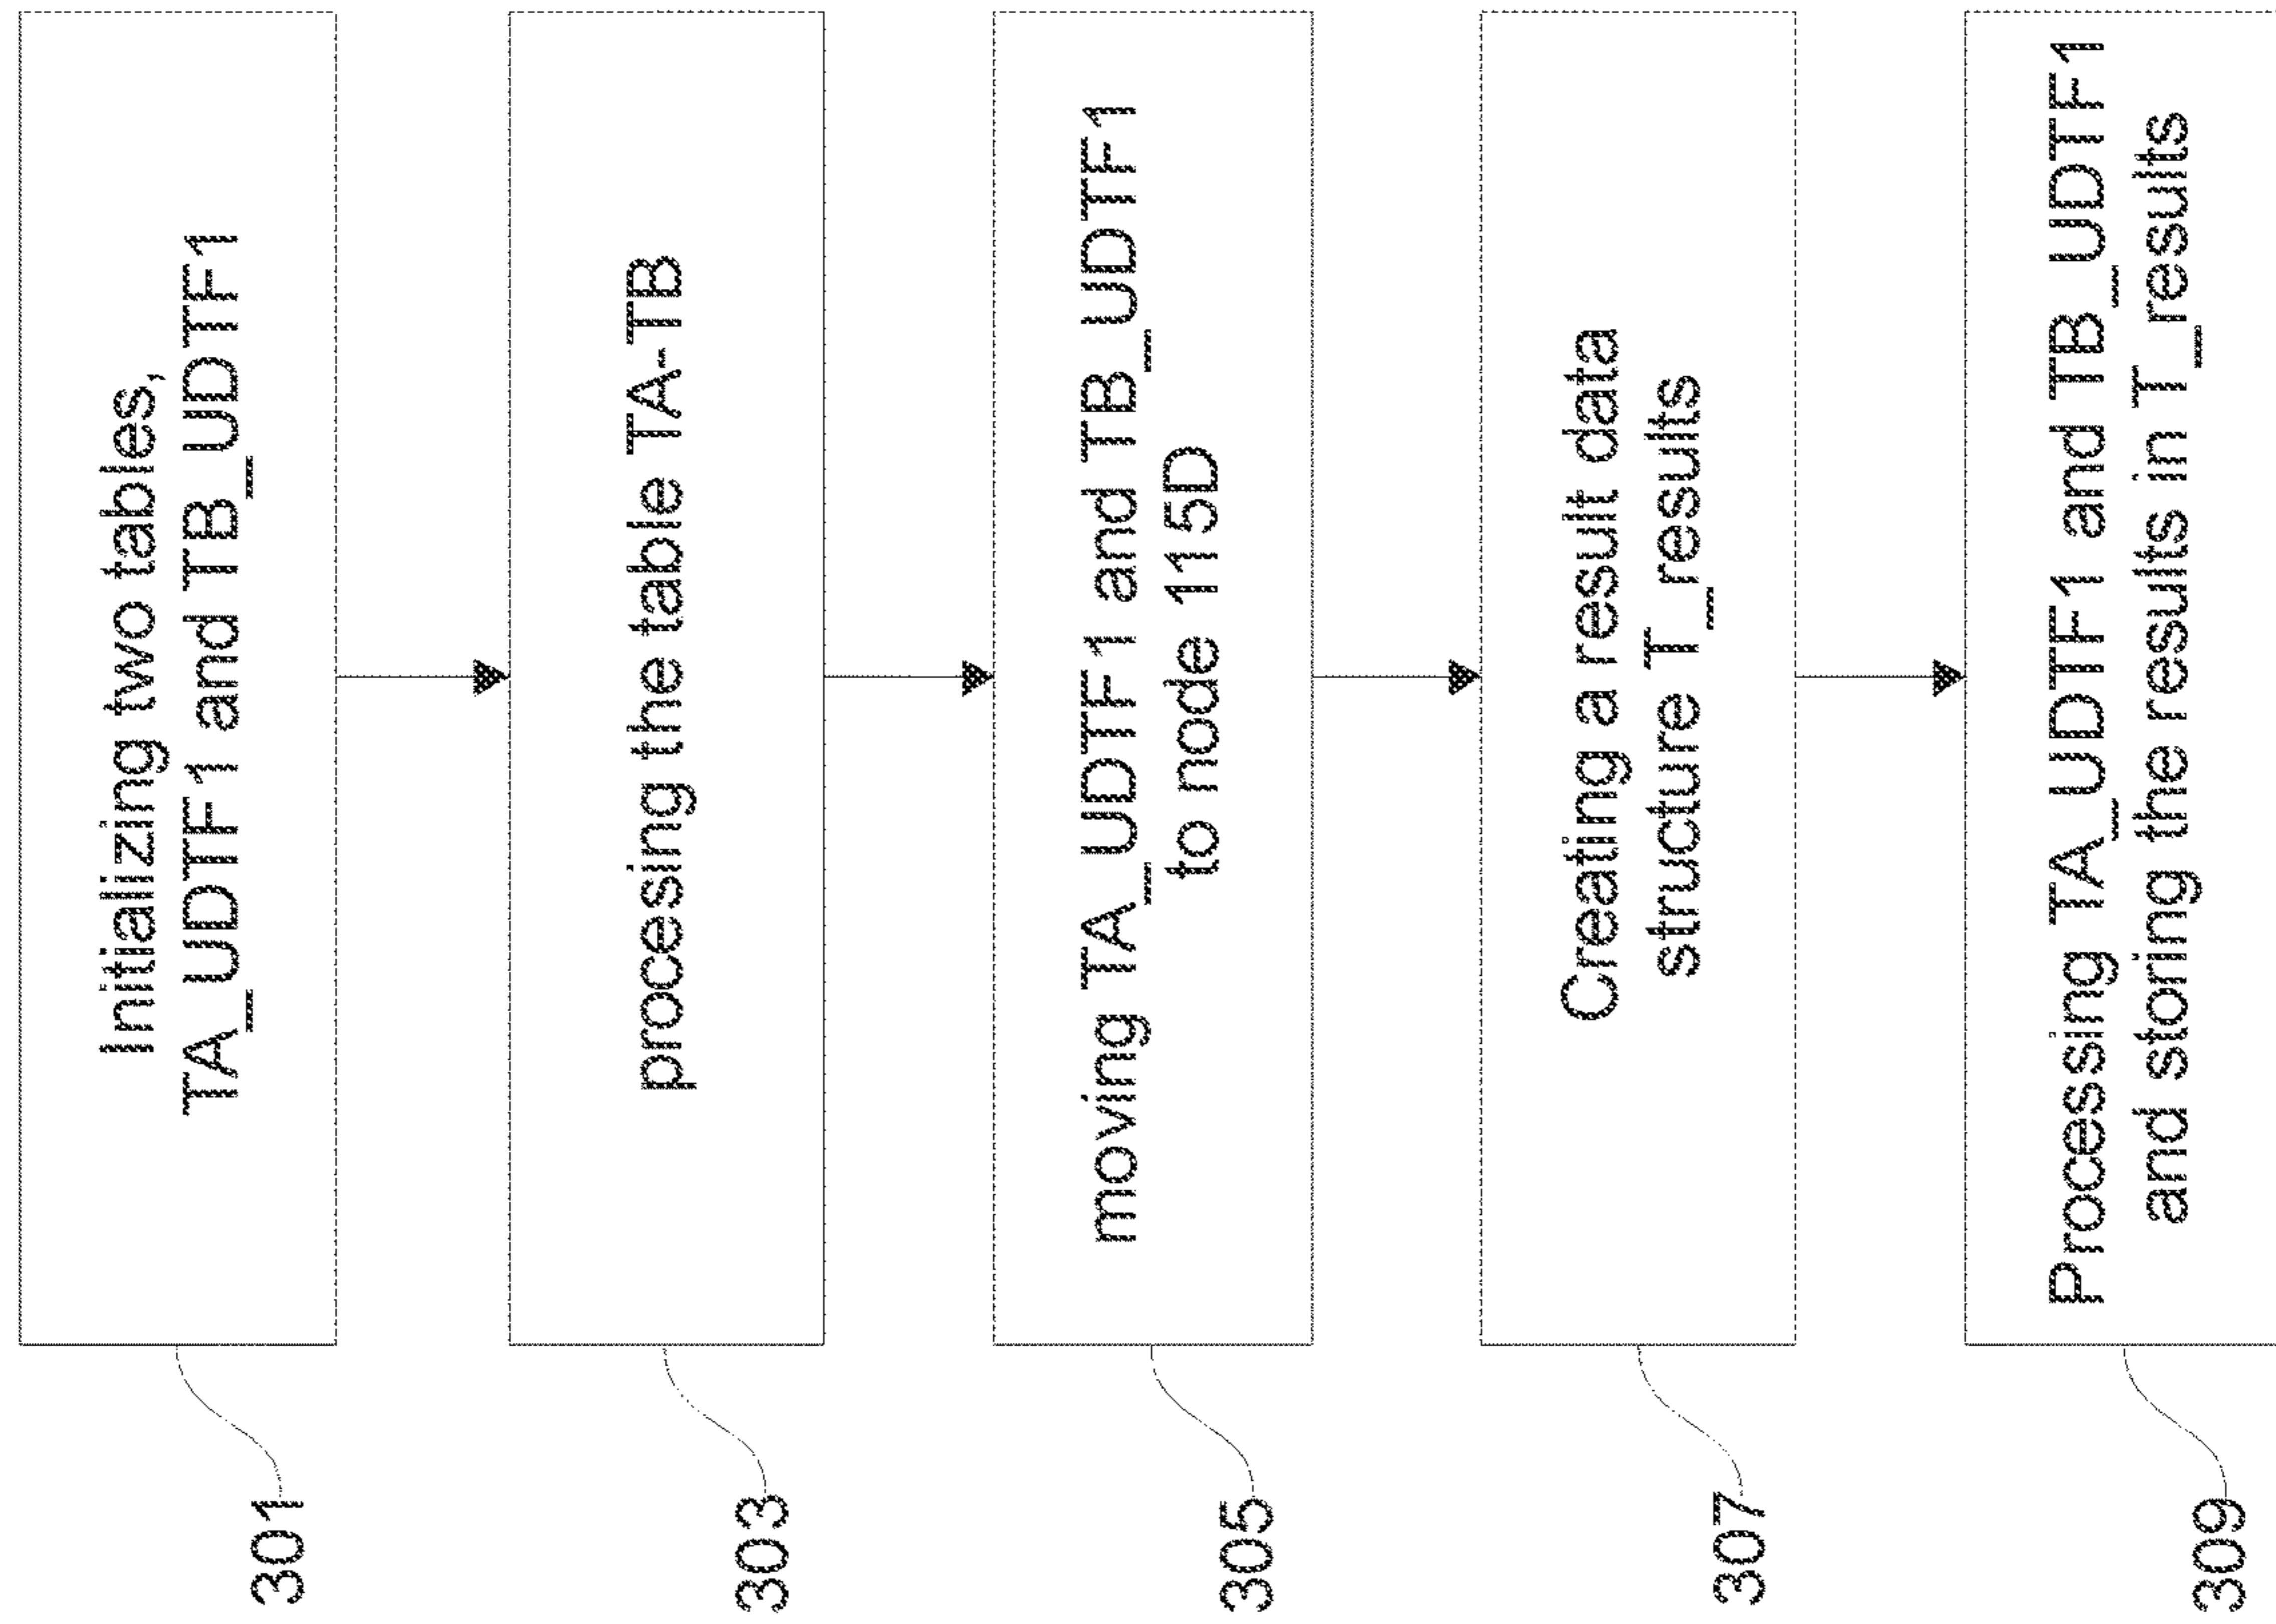 301
Initializing two tables,
TA_UDTF1 and TB_UDTF1
303
procesing the table TA-TB
305
moving TA_UDTF1 and TB_UDTF1
to node 115D
307
Creating a result data
structure T_results
309
Processing TA_UDTF1 and TB_UDTF1
and storing the results in T_results